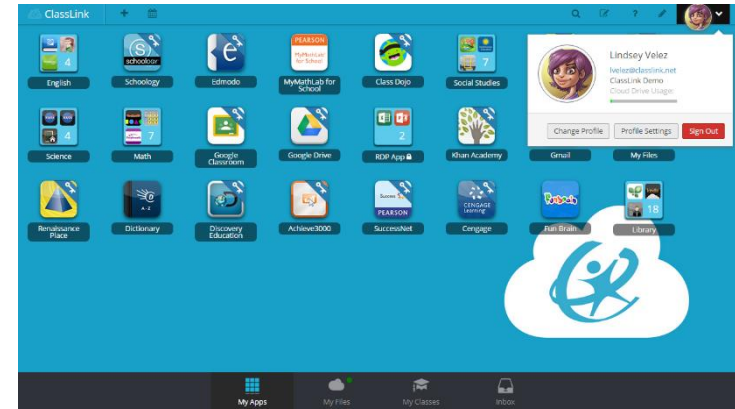 ClassLink
?
Lindsey Velez
lvelez@classlink.net
ClassLink Demo
Cloud Drive Usage:
Change Profile
Profile Settings
Sign Out
4
English
S
schoology
Schoology
e
Edmodo
PEARSON
MyMathLab
for School
MyMathLab for
School
Class Dojo
7
Social Studies
4
Science
7
Math
Google
Classroom
Google Drive
2
RDP App
Khan Academy
Gmail
My Files
Renaissance
Place
A-Z
Dictionary
Discovery
Education
Achieve3000
Success
PEARSON
SuccessNet
CENGAGE
Learning
Cengage
Funbrain
Fun Brain
18
Library
My Apps
My Files
My Classes
Inbox